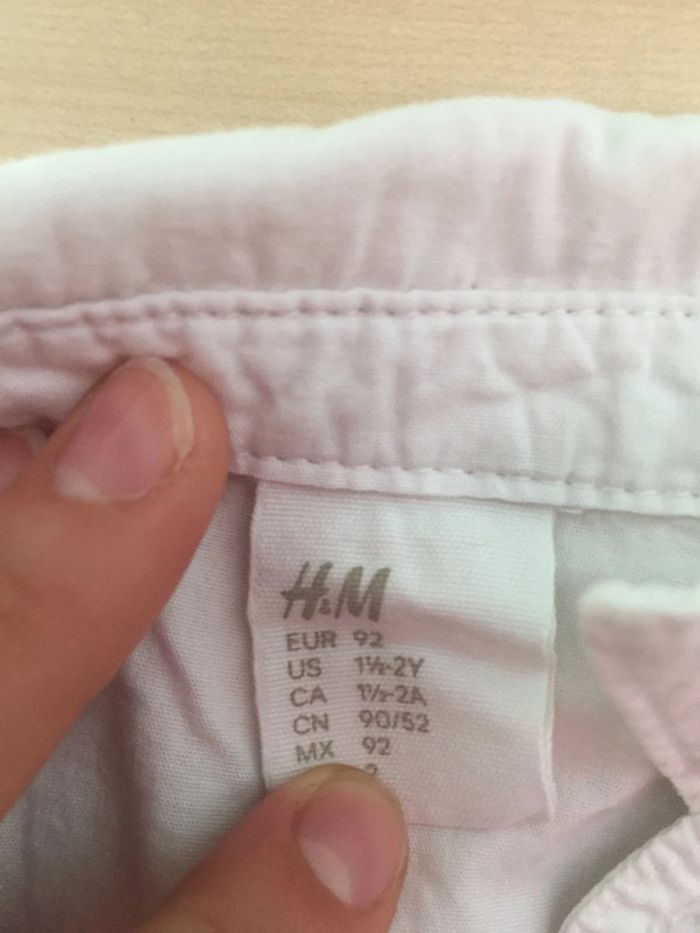 H&M
EUR 92
US 1½-2Y
CA 1½-2A
CN 90/52
MX 92